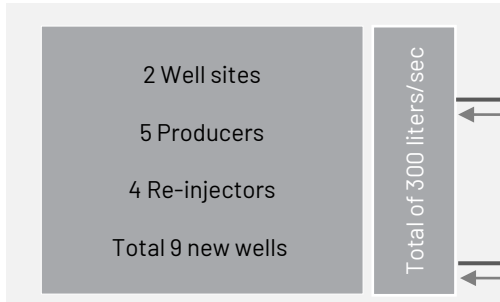 2 Well sites
5 Producers
4 Re-injectors
Total 9 new wells
Total of 300 liters/sec